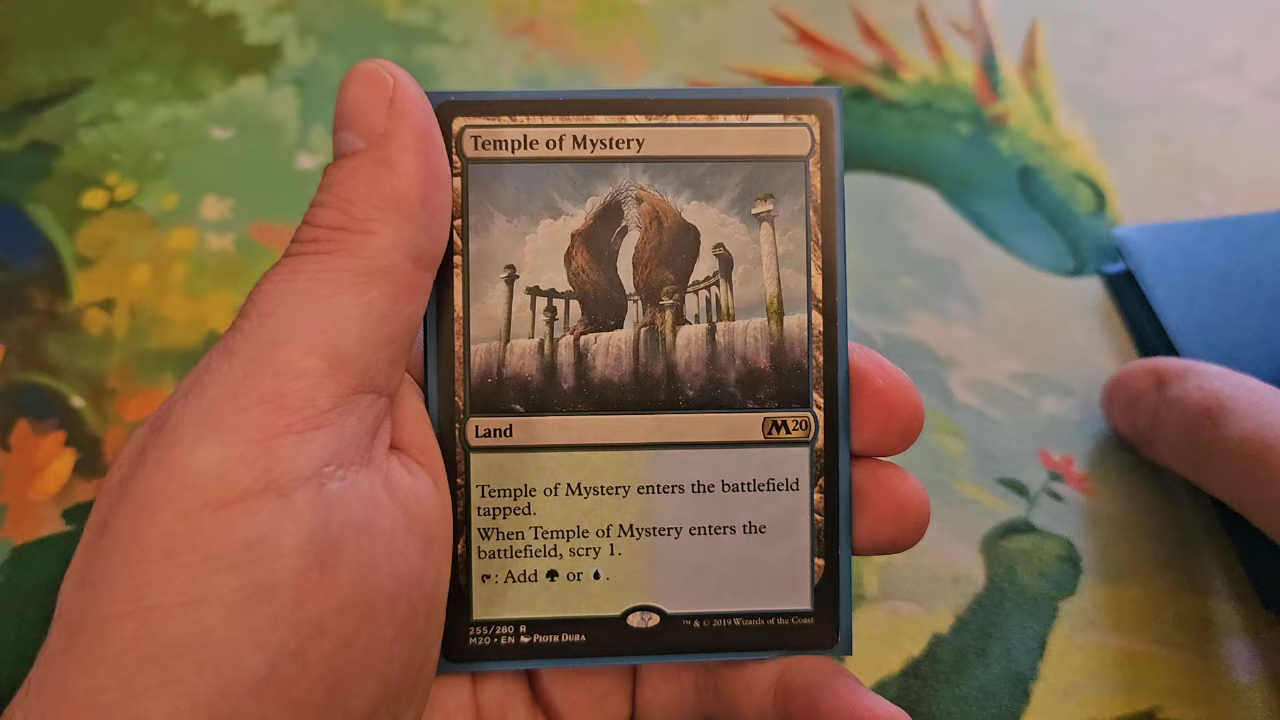 Temple of Mystery
Land
M20
Temple of Mystery enters the battlefield
tapped.
When Temple of Mystery enters the
battlefield, scry 1.
: Add or .
255/280 R
M20 • EN Piotr Dura
™ & © 2019 Wizards of the Coast